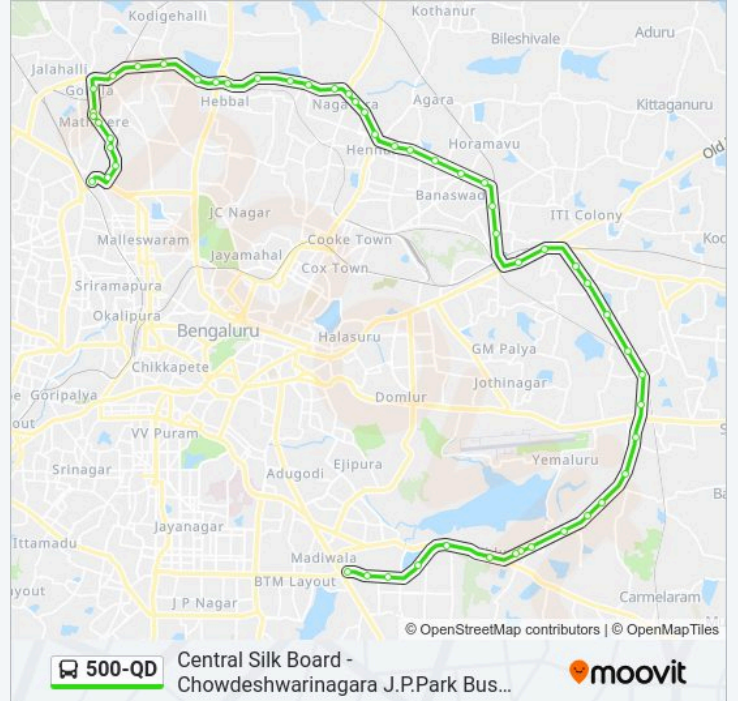 Kodigehalli
Kothanur
Bileshivale
Aduru
Jalahalli
Hebbal
Agara
Kittaganuru
Horamavu
Banaswad
ITI Colony
JC Nagar
Malleswaram
Cooke Town
Jayamahal
Cox Town
Sriramapura
Okalipura
Bengaluru
Halasuru
GM Palya
Chikkapete
Jothinagar
Goripalya
Domlur
VV Puram
Srinagar
Adugodi
Ejipura
Yemaluru
Jayanagar
Ittamadu
Madiwala
BTM Layout
J P Nagar
Carmelaram
© OpenStreetMap contributors | © OpenMapTiles
500-QD
Central Silk Board -
Chowdeshwarinagara J.P.Park Bus...
moovit